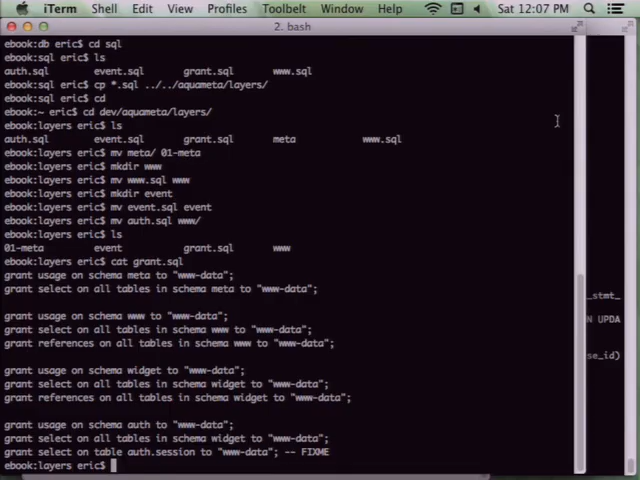 iTerm Shell Edit View Profiles Toolbelt Window Help Sat 12:07 PM
2. bash
ebook:db eric$ cd sql
ebook:sql eric$ ls
auth.sql event.sql grant.sql www.sql
ebook:sql eric$ cp *.sql ../../aquameta/layers/
ebook:sql eric$ cd
ebook:~ eric$ cd dev/aquameta/layers/
ebook:layers eric$ ls
auth.sql event.sql grant.sql meta www.sql
ebook:layers eric$ mv meta/ 01-meta
ebook:layers eric$ mkdir www
ebook:layers eric$ mv www.sql www
ebook:layers eric$ mkdir event
ebook:layers eric$ mv event.sql event
ebook:layers eric$ mv auth.sql www/
ebook:layers eric$ ls
01-meta event grant.sql www
ebook:layers eric$ cat grant.sql
grant usage on schema meta to "www-data";
grant select on all tables in schema meta to "www-data";
_stmt_
grant usage on schema www to "www-data";
N UPDA
grant select on all tables in schema www to "www-data";
grant references on all tables in schema www to "www-data";
se_id)
grant usage on schema widget to "www-data";
grant select on all tables in schema widget to "www-data";
grant references on all tables in schema widget to "www-data";
grant usage on schema auth to "www-data";
grant select on all tables in schema widget to "www-data";
grant select on table auth.session to "www-data"; -- FIXME
ebook:layers eric$